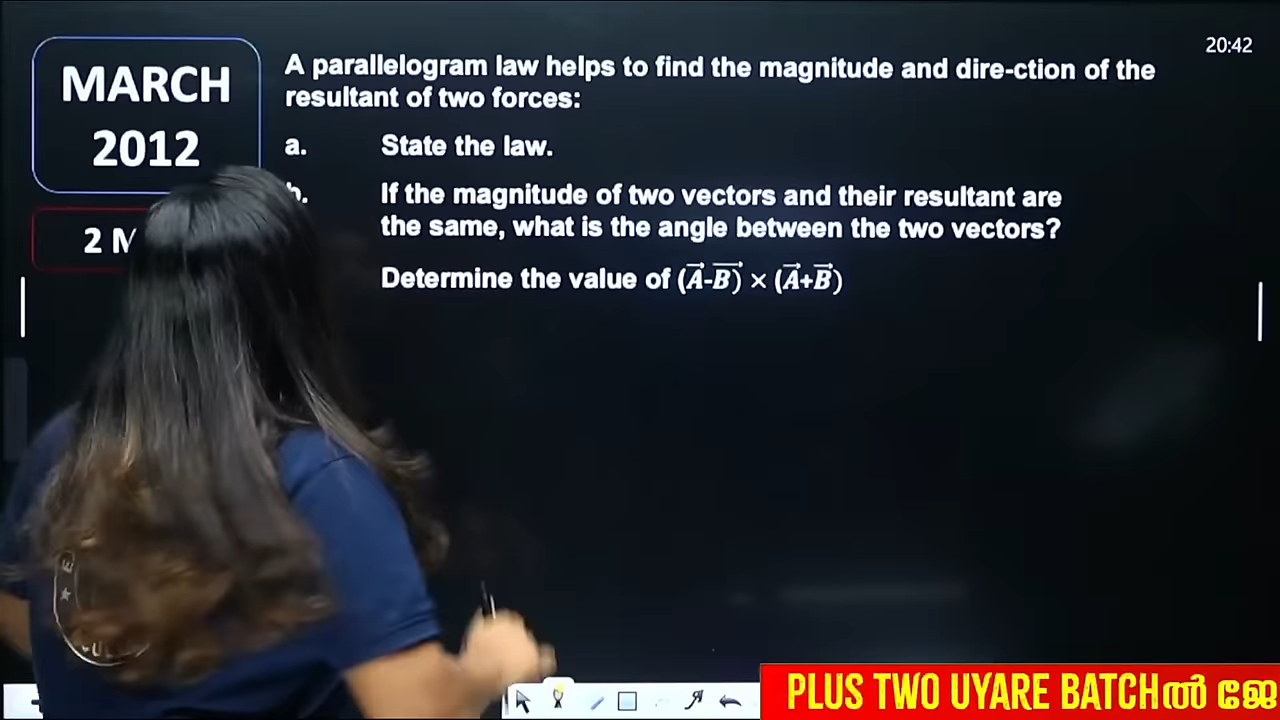 20:42
MARCH
2012
A parallelogram law helps to find the magnitude and dire-ction of the
resultant of two forces:
a. State the law.
b. If the magnitude of two vectors and their resultant are
the same, what is the angle between the two vectors?
2
Determine the value of (A⃗-B⃗) × (A⃗+B⃗)
PLUS TWO UYARE BATCHൽ ജേ